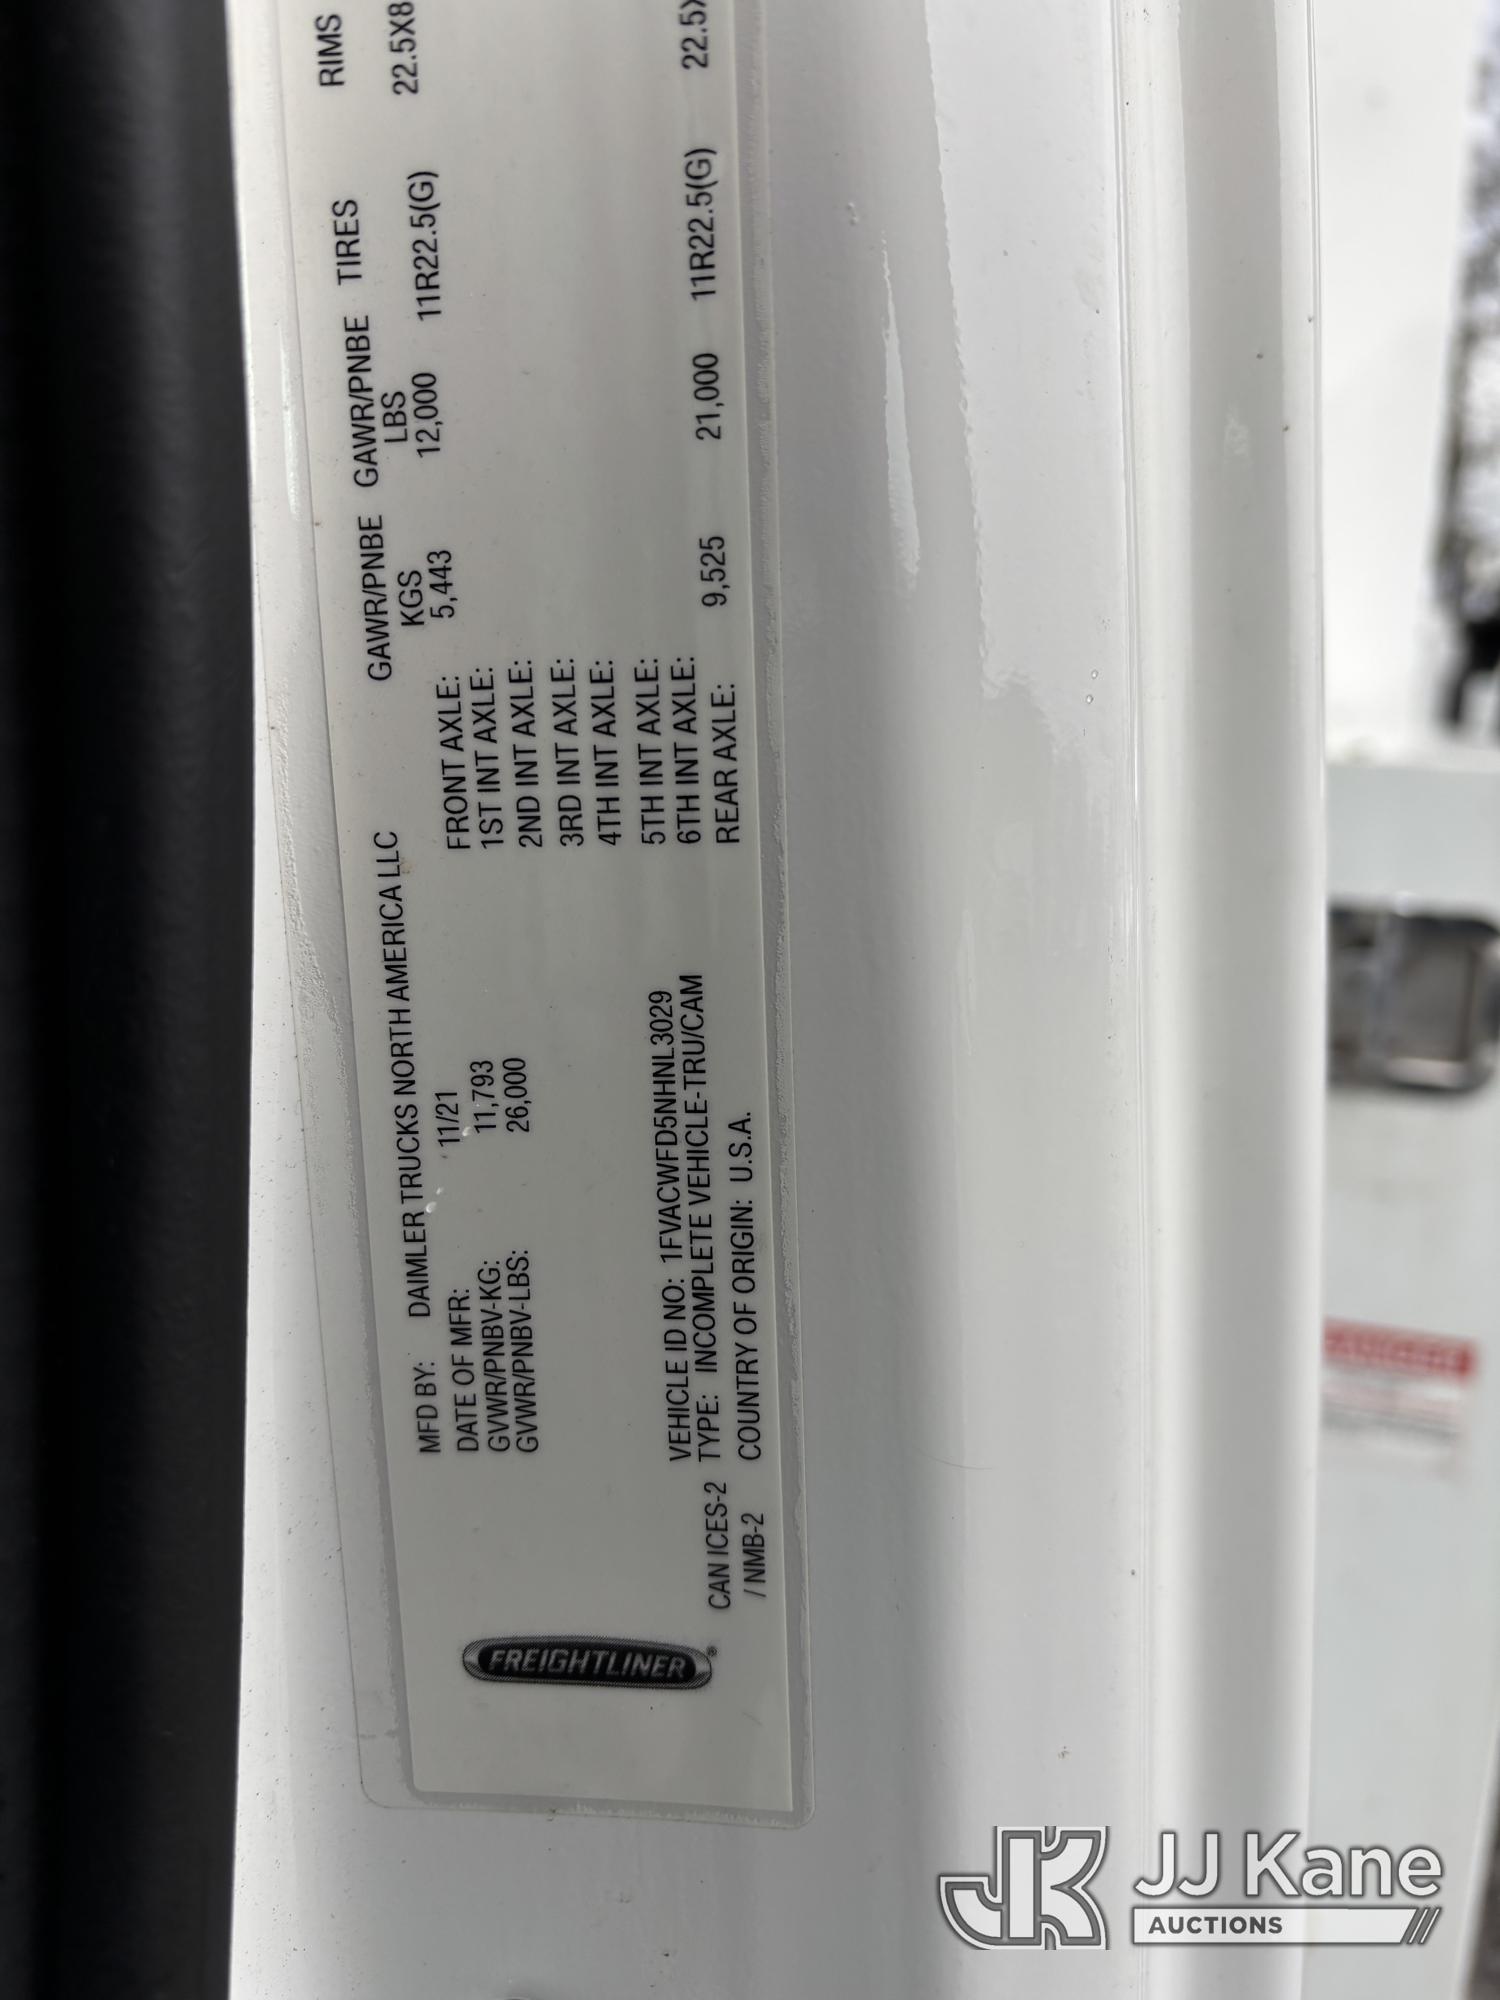 MFD BY: DAIMLER TRUCKS NORTH AMERICA LLC
DATE OF MFR: 11/21
GVWR/PNBV-KG: 11,793
GVWR/PNBV-LBS: 26,000
VEHICLE ID NO: 1FVACWFD5NHNL3029
TYPE: INCOMPLETE VEHICLE-TRU/CAM
COUNTRY OF ORIGIN: U.S.A.
CAN ICES-2
/ NMB-2
FREIGHTLINER®
GAWR/PNBE GAWR/PNBE TIRES RIMS
KGS LBS
FRONT AXLE: 5,443 12,000 11R22.5(G) 22.5X8
1ST INT AXLE:
2ND INT AXLE:
3RD INT AXLE:
4TH INT AXLE:
5TH INT AXLE:
6TH INT AXLE:
REAR AXLE: 9,525 21,000 11R22.5(G) 22.5X
JK JJ Kane
AUCTIONS